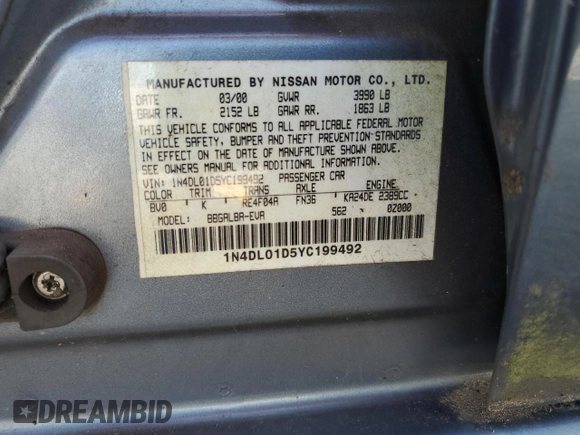 MANUFACTURED BY NISSAN MOTOR CO., LTD.
DATE 03/00 GVWR 3990 LB
GAWR FR. 2152 LB GAWR RR. 1863 LB
THIS VEHICLE CONFORMS TO ALL APPLICABLE FEDERAL MOTOR
VEHICLE SAFETY, BUMPER AND THEFT PREVENTION STANDARDS
IN EFFECT ON THE DATE OF MANUFACTURE SHOWN ABOVE.
SEE OWNERS MANUAL FOR ADDITIONAL INFORMATION.
VIN: 1N4DL01D5YC199492 PASSENGER CAR
COLOR TRIM TRANS AXLE ENGINE
BV0 K RE4F04A FN36 KA24DE 2389CC
MODEL: BBGALBA-EVA 562 0Z000
1N4DL01D5YC199492
DREAMBID